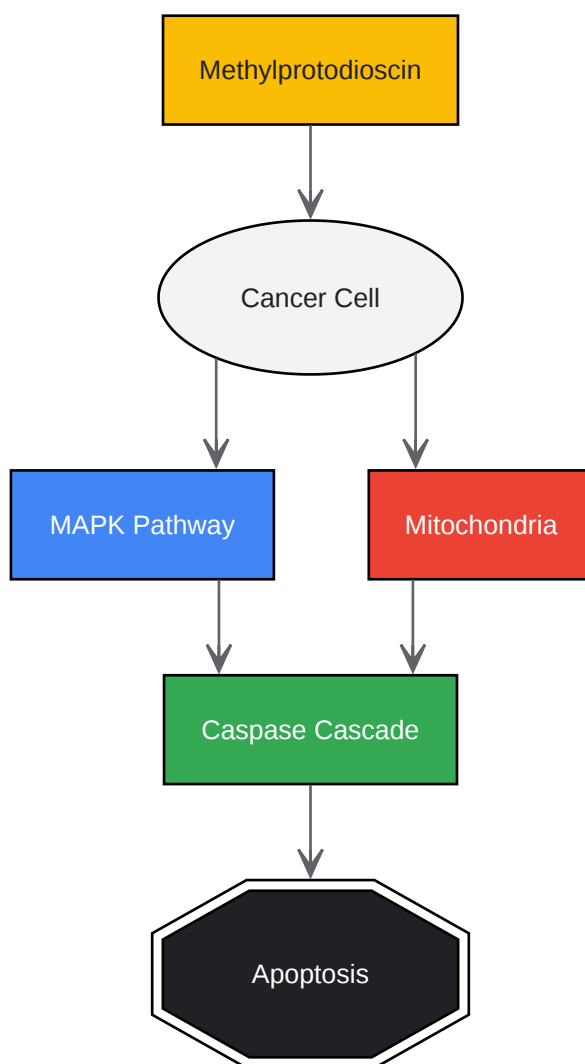 Methylprotodioscin
Cancer Cell
MAPK Pathway
Mitochondria
Caspase Cascade
Apoptosis